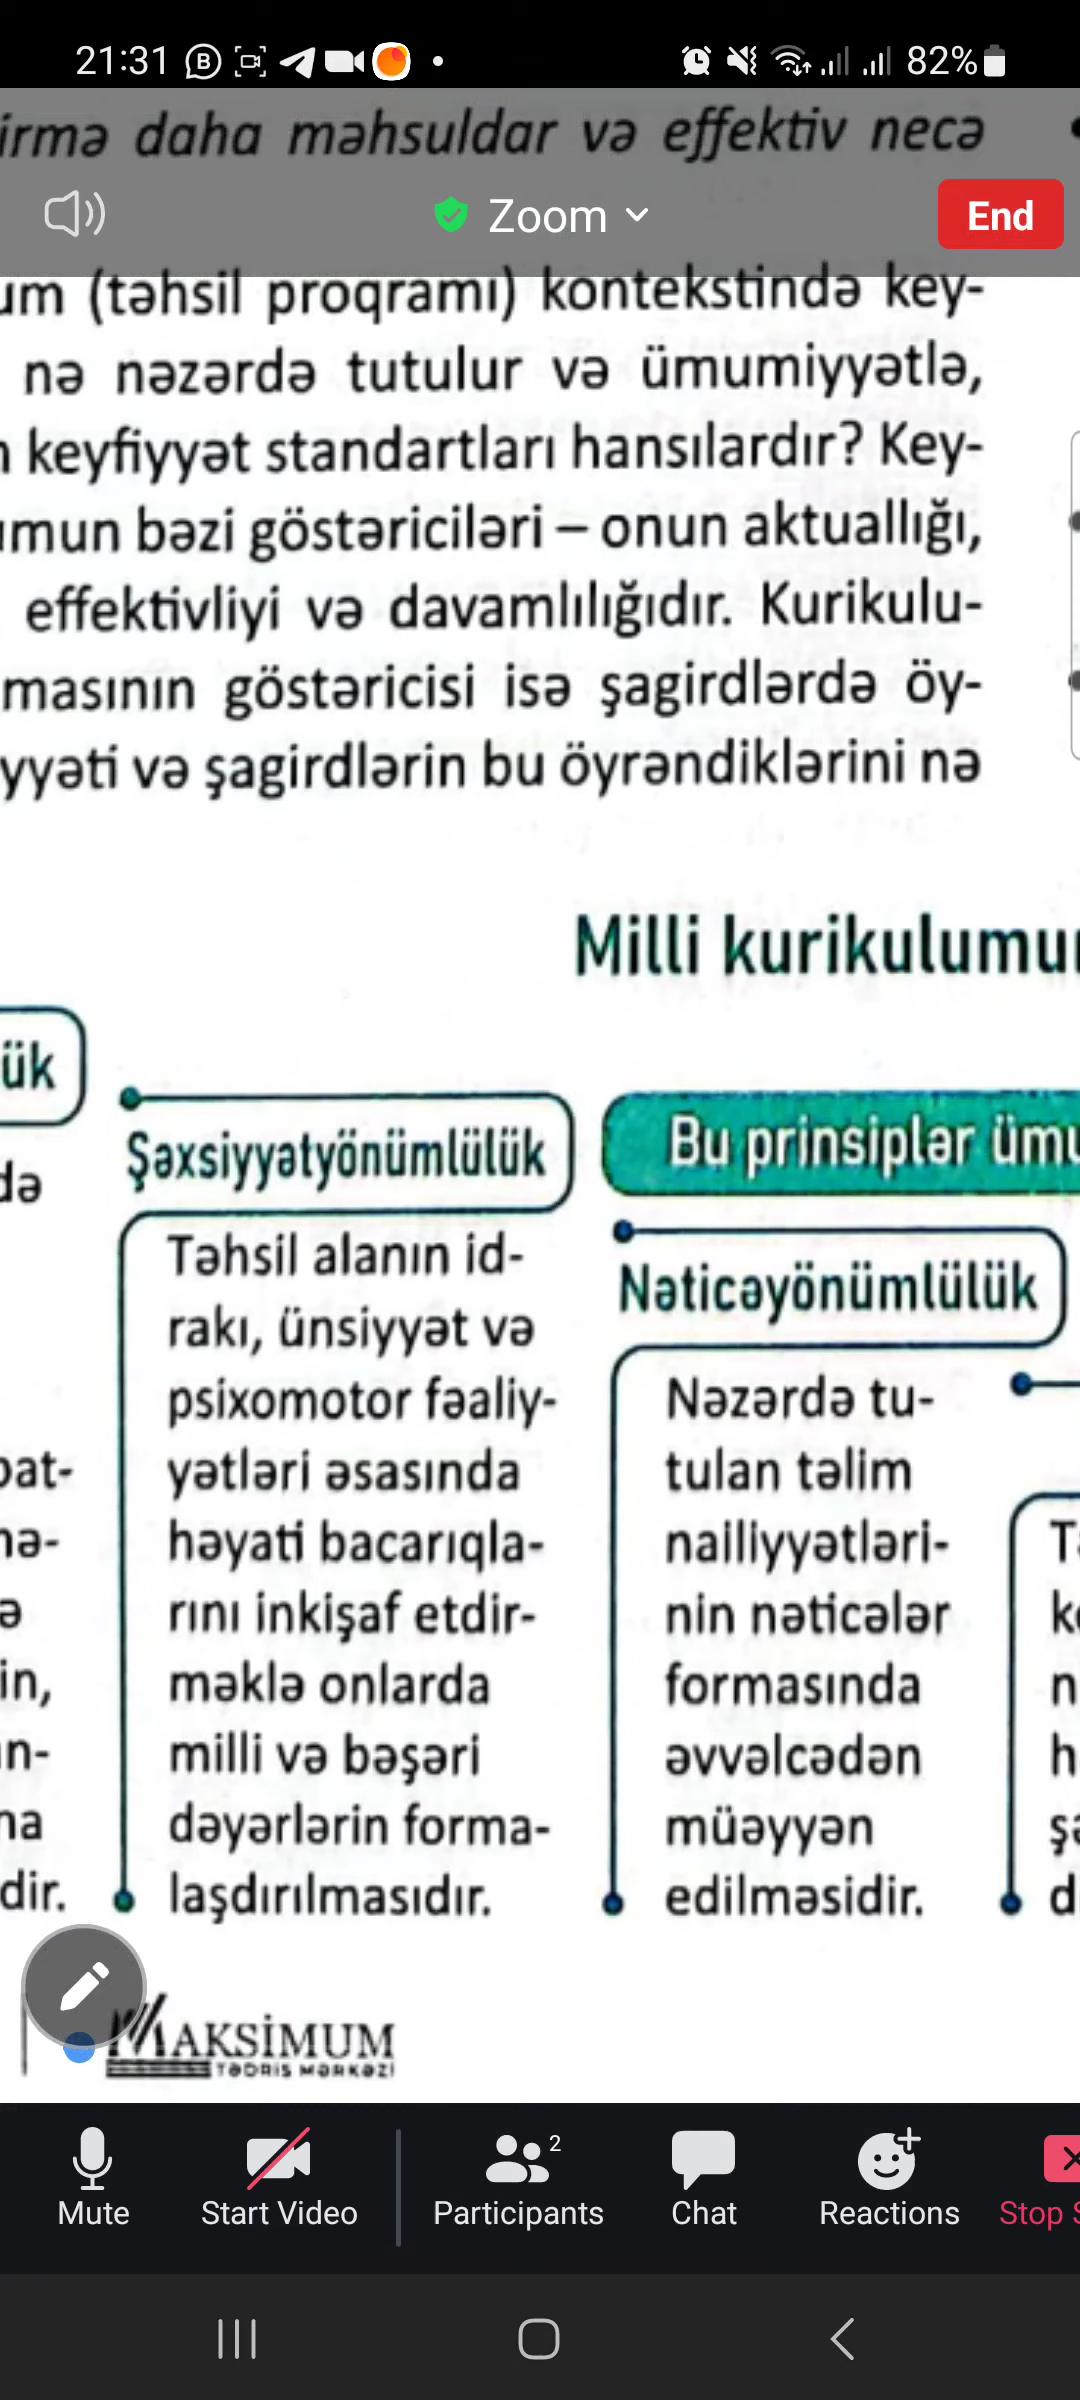 21:31
82%
irmə daha məhsuldar və effektiv necə
Zoom
End
um (təhsil proqramı) kontekstində key-
nə nəzərdə tutulur və ümumiyyətlə,
keyfiyyət standartları hansılardır? Key-
umun bəzi göstəriciləri – onun aktuallığı,
effektivliyi və davamlılığıdır. Kurikulu-
masının göstəricisi isə şagirdlərdə öy-
yyəti və şagirdlərin bu öyrəndiklərini nə
Milli kurikulumu
ük
də
pat-
nə-
ə
in,
n-
na
dir.
Şəxsiyyətyönümlülük
Təhsil alanın id-
rakı, ünsiyyət və
psixomotor fəaliy-
yətləri əsasında
həyati bacarıqla-
rını inkişaf etdir-
məklə onlarda
milli və bəşəri
dəyərlərin forma-
laşdırılmasıdır.
Bu prinsiplər ümu
Nəticəyönümlülük
Nəzərdə tu-
tulan təlim
nailiyyətləri-
nin nəticələr
formasında
əvvəlcədən
müəyyən
edilməsidir.
MAKSİMUM
TƏDRİS MƏRKƏZİ
Mute
Start Video
Participants
2
Chat
Reactions
Stop S